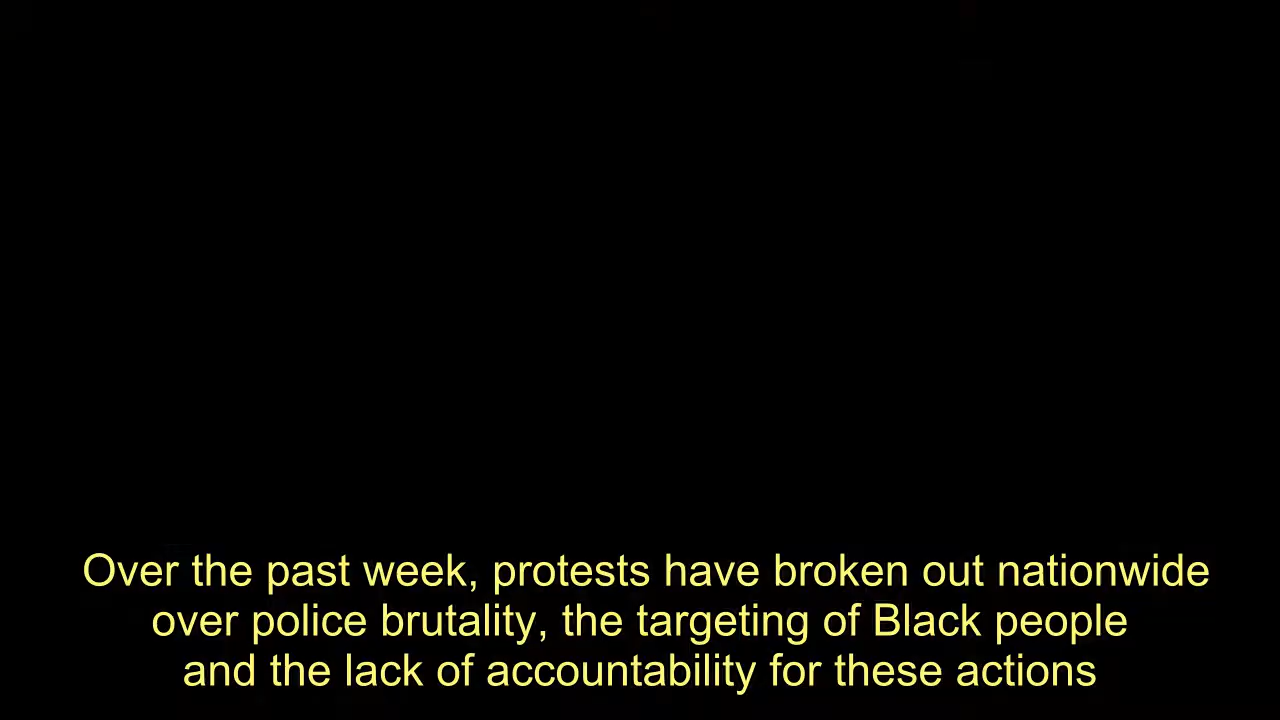 Over the past week, protests have broken out nationwide
over police brutality, the targeting of Black people
and the lack of accountability for these actions